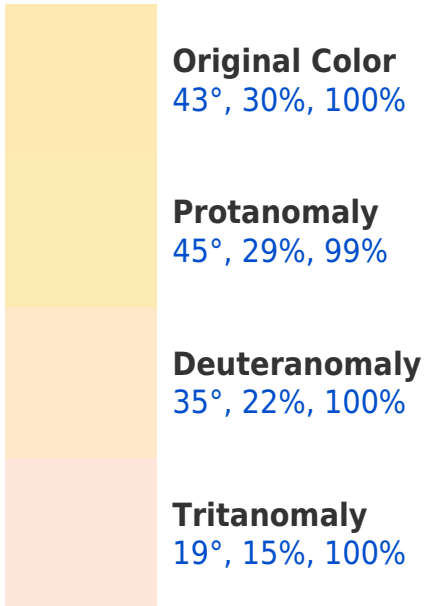 Original Color
43°, 30%, 100%
Protanomaly
45°, 29%, 99%
Deuteranomaly
35°, 22%, 100%
Tritanomaly
19°, 15%, 100%